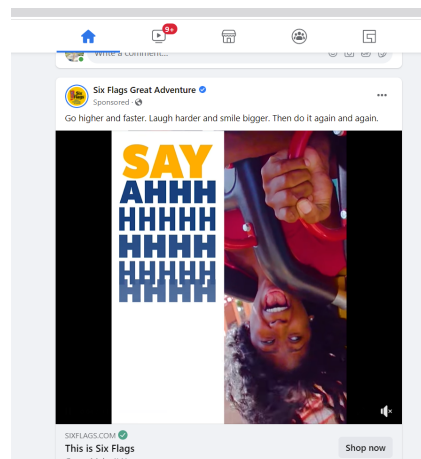 9+
Write a comment...
Six Flags Great Adventure
Sponsored ·
Go higher and faster. Laugh harder and smile bigger. Then do it again and again.
SAY
AHHH
HHHHH
HHHH
HHHHH
HHHH
SIXFLAGS.COM
This is Six Flags
Shop now